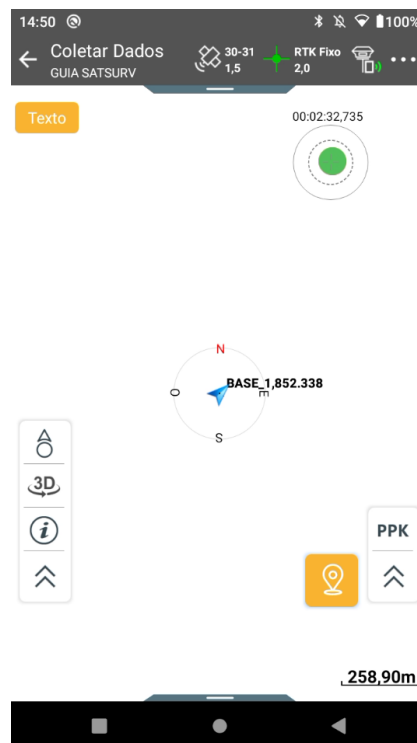 14:50 100%
Coletar Dados
GUIA SATSURV
30-31
1,5
RTK Fixo
2,0
Texto
00:02:32,735
N
BASE_1,852.338
O
E
S
3D
i
PPK
258,90m